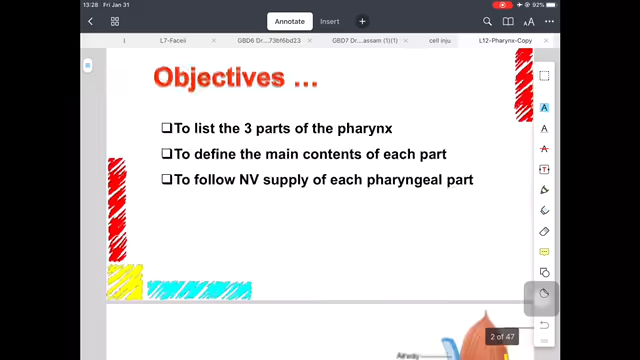 13:28 Fri Jan 31
92%
Annotate Insert
L7-Faceii
GBD6 Dr....73bf6bd23
GBD7 Dr....assam (1)(1)
cell inju
L12-Pharynx-Copy
Objectives ...
To list the 3 parts of the pharynx
To define the main contents of each part
To follow NV supply of each pharyngeal part
2 of 47
Airway